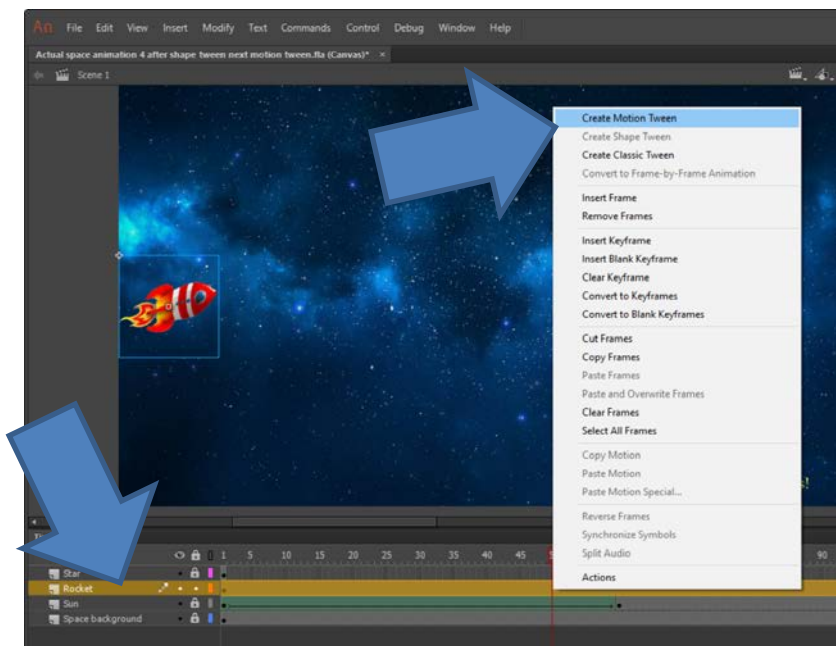 An File Edit View Insert Modify Text Commands Control Debug Window Help
Actual space animation 4 after shape tween next motion tween.fla (Canvas)* ×
Scene 1
Create Motion Tween
Create Shape Tween
Create Classic Tween
Convert to Frame-by-Frame Animation
Insert Frame
Remove Frames
Insert Keyframe
Insert Blank Keyframe
Clear Keyframe
Convert to Keyframes
Convert to Blank Keyframes
Cut Frames
Copy Frames
Paste Frames
Paste and Overwrite Frames
Clear Frames
Select All Frames
Copy Motion
Paste Motion
Paste Motion Special...
Reverse Frames
Synchronize Symbols
Split Audio
Actions
1 5 10 15 20 25 30 35 40 45 90
Star
Rocket
Sun
Space background